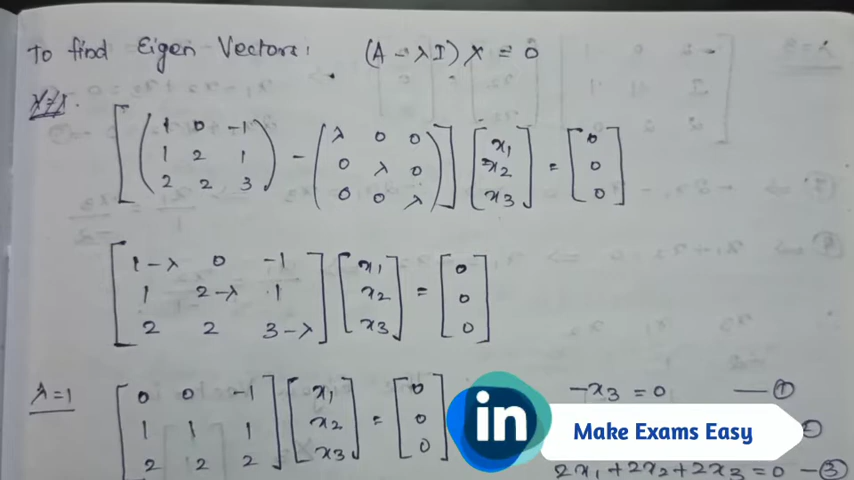 To find Eigen Vectors: (A - λI) X = 0
[ ( 1 0 -1 ) - ( λ 0 0 ) ] [ x1 ] = [ 0 ]
1 2 1 0 λ 0 x2 0
2 2 3 0 0 λ x3 0
[ 1-λ 0 -1 ] [ x1 ] = [ 0 ]
1 2-λ 1 x2 0
2 2 3-λ x3 0
λ=1 [ 0 0 -1 ] [ x1 ] = [ 0 ] -x3 = 0 — ①
1 1 1 x2 0
2 2 2 x3 0 2x1+2x2+2x3=0 — ③
in
Make Exams Easy